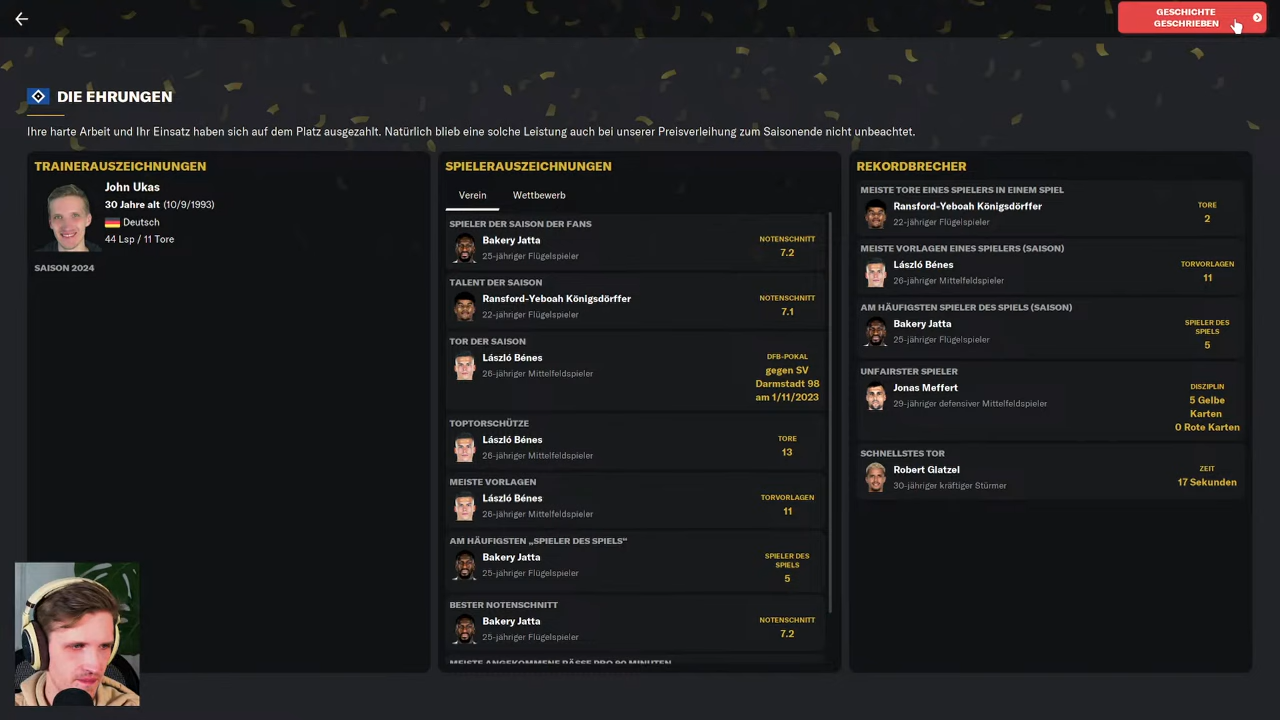 GESCHICHTE
GESCHRIEBEN
DIE EHRUNGEN
Ihre harte Arbeit und Ihr Einsatz haben sich auf dem Platz ausgezahlt. Natürlich blieb eine solche Leistung auch bei unserer Preisverleihung zum Saisonende nicht unbeachtet.
TRAINERAUSZEICHNUNGEN
John Ukas
30 Jahre alt (10/9/1993)
Deutsch
44 Lsp / 11 Tore
SAISON 2024
SPIELERAUSZEICHNUNGEN
Verein Wettbewerb
SPIELER DER SAISON DER FANS
Bakery Jatta
25-jähriger Flügelspieler
NOTENSCHNITT
7.2
TALENT DER SAISON
Ransford-Yeboah Königsdörffer
22-jähriger Flügelspieler
NOTENSCHNITT
7.1
TOR DER SAISON
László Bénes
26-jähriger Mittelfeldspieler
DFB-POKAL
gegen SV
Darmstadt 98
am 1/11/2023
TOPTORSCHÜTZE
László Bénes
26-jähriger Mittelfeldspieler
TORE
13
MEISTE VORLAGEN
László Bénes
26-jähriger Mittelfeldspieler
TORVORLAGEN
11
AM HÄUFIGSTEN „SPIELER DES SPIELS“
Bakery Jatta
25-jähriger Flügelspieler
SPIELER DES
SPIELS
5
BESTER NOTENSCHNITT
Bakery Jatta
25-jähriger Flügelspieler
NOTENSCHNITT
7.2
MEISTE ANGEKOMMENE PÄSSE PRO 90 MINUTEN
REKORDBRECHER
MEISTE TORE EINES SPIELERS IN EINEM SPIEL
Ransford-Yeboah Königsdörffer
22-jähriger Flügelspieler
TORE
2
MEISTE VORLAGEN EINES SPIELERS (SAISON)
László Bénes
26-jähriger Mittelfeldspieler
TORVORLAGEN
11
AM HÄUFIGSTEN SPIELER DES SPIELS (SAISON)
Bakery Jatta
25-jähriger Flügelspieler
SPIELER DES
SPIELS
5
UNFAIRSTER SPIELER
Jonas Meffert
29-jähriger defensiver Mittelfeldspieler
DISZIPLIN
5 Gelbe
Karten
0 Rote Karten
SCHNELLSTES TOR
Robert Glatzel
30-jähriger kräftiger Stürmer
ZEIT
17 Sekunden